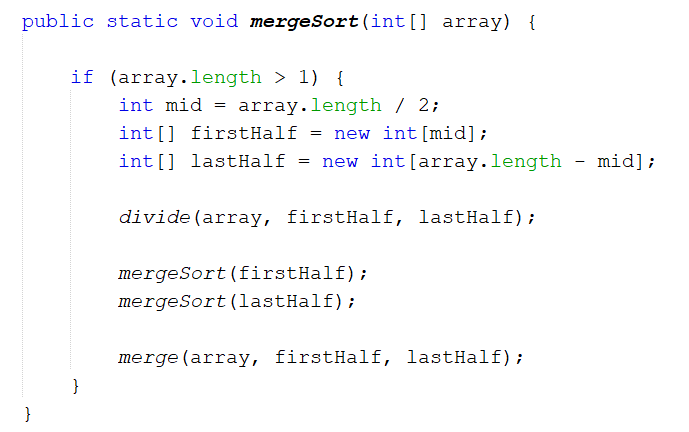 public static void mergeSort(int[] array) {
if (array.length > 1) {
int mid = array.length / 2;
int[] firstHalf = new int[mid];
int[] lastHalf = new int[array.length - mid];
divide(array, firstHalf, lastHalf);
mergeSort(firstHalf);
mergeSort(lastHalf);
merge(array, firstHalf, lastHalf);
}
}